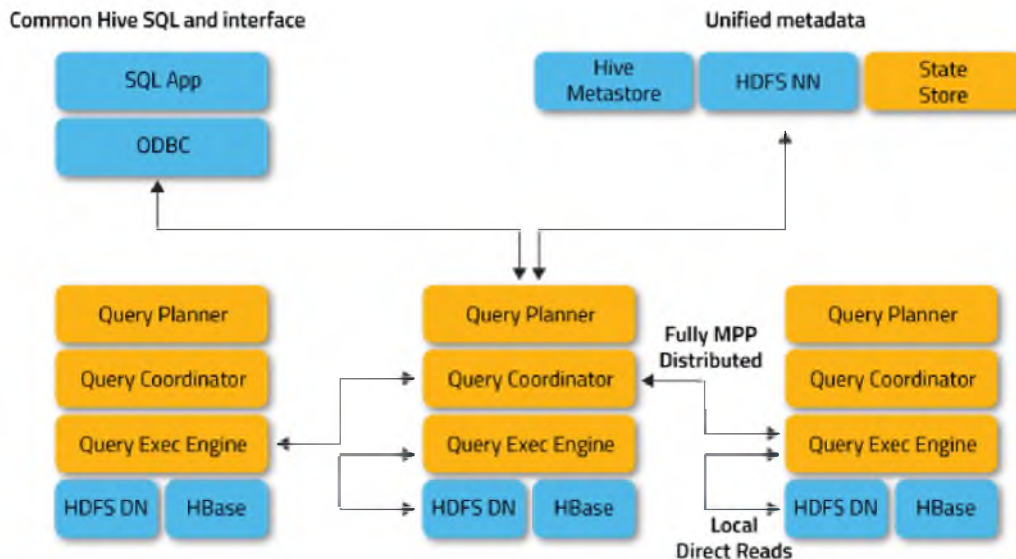 Common Hive SQL and interface
Unified metadata
SQL App
ODBC
Hive
Metastore
HDFS NN
State
Store
Query Planner
Query Coordinator
Query Exec Engine
HDFS DN
HBase
Query Planner
Query Coordinator
Query Exec Engine
HDFS DN
HBase
Fully MPP
Distributed
Local
Direct Reads
Query Planner
Query Coordinator
Query Exec Engine
HDFS DN
HBase